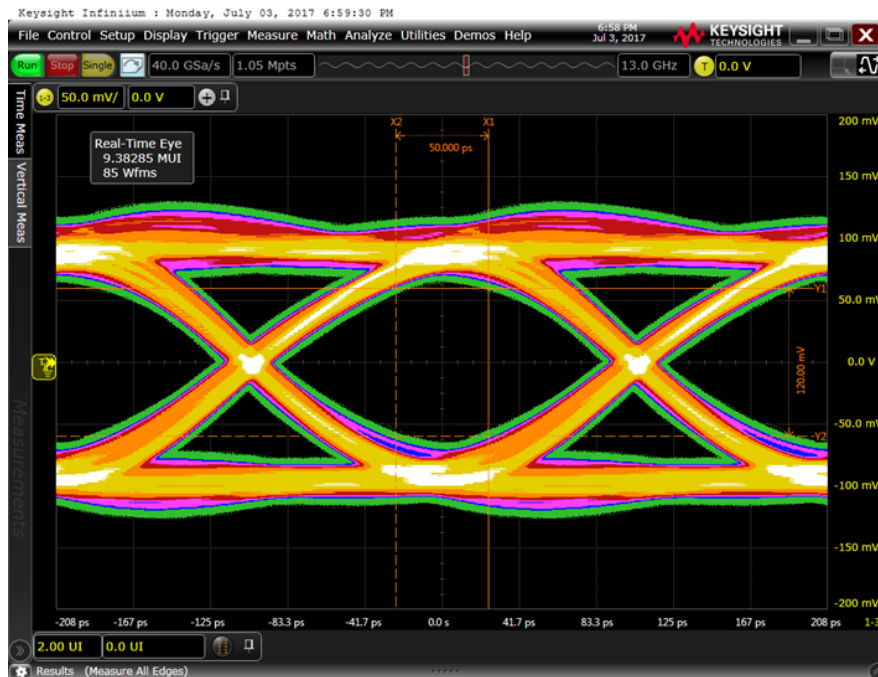 Keysight Infiniium : Monday, July 03, 2017 6:59:30 PM
File Control Setup Display Trigger Measure Math Analyze Utilities Demos Help
6:58 PM
Jul 3, 2017
KEYSIGHT
TECHNOLOGIES
X
Run Stop Single 40.0 GSa/s 1.05 Mpts 13.0 GHz T 0.0 V
1-3 50.0 mV/ 0.0 V
Time Meas
Vertical Meas
Measurements
Real-Time Eye
9.38285 MUI
85 Wfms
X2 X1
50.000 ps
200 mV
150 mV
100 mV
Y1
50.0 mV
0.0 V
120.00 mV
Y2
-50.0 mV
-100 mV
-150 mV
-200 mV
-208 ps -167 ps -125 ps -83.3 ps -41.7 ps 0.0 s 41.7 ps 83.3 ps 125 ps 167 ps 208 ps 1-3
2.00 UI 0.0 UI
Results (Measure All Edges)